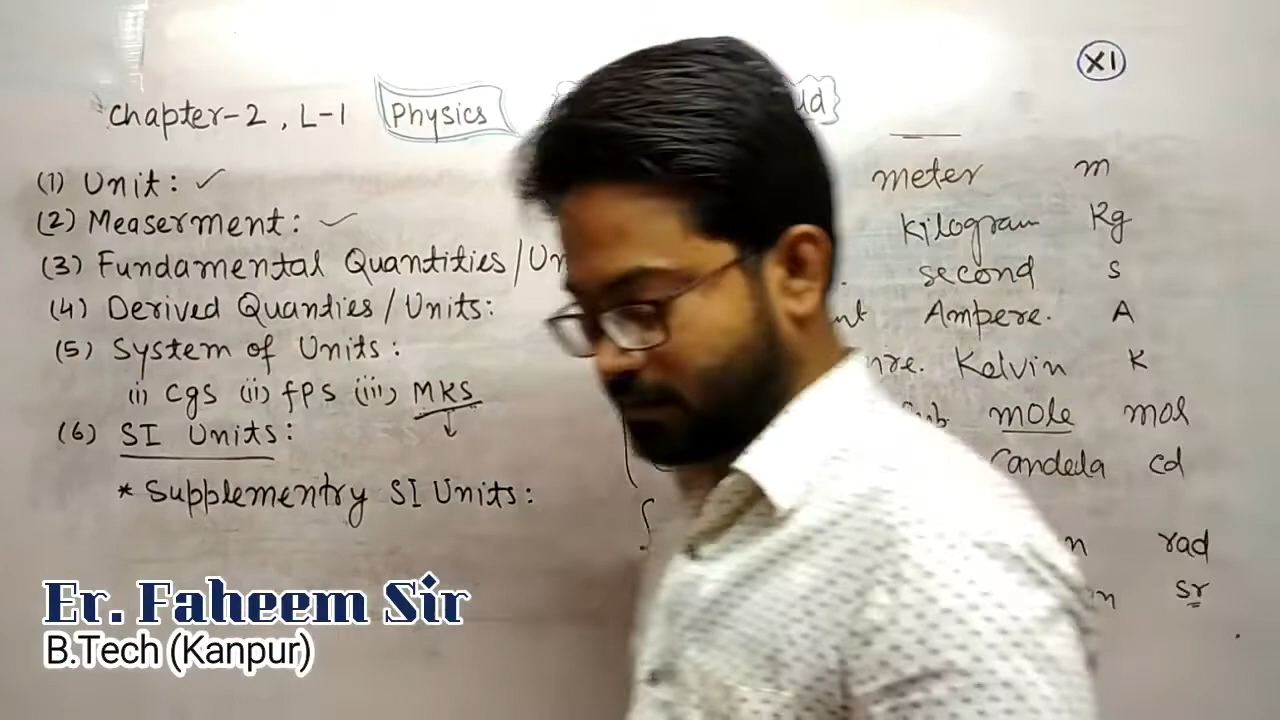 XI
Chapter-2, L-1 Physics
(1) Unit: ✓
(2) Measerment: ✓
(3) Fundamental Quantities/Un
(4) Derived Quanties/Units:
(5) System of Units:
(i) cgs (ii) fps (iii) MKS
(6) SI Units:
* Supplementry SI Units:
meter m
kilogram Kg
second s
Ampere. A
Kelvin K
mole mol
Candela cd
rad
sr
Er. Faheem Sir
B.Tech (Kanpur)